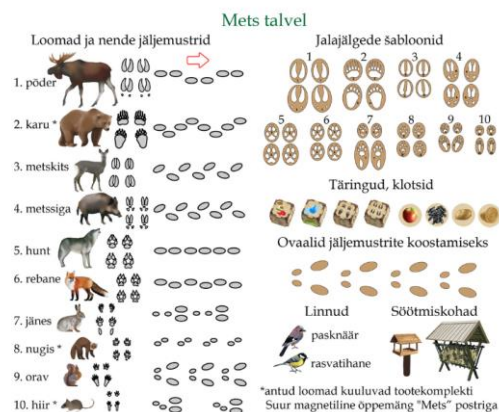 Mets talvel
Loomad ja nende jäljemustrid
1. põder
2. karu *
3. metskits
4. metssiga
5. hunt
6. rebane
7. jänes
8. nugis *
9. orav
10. hiir *
Jalajälgede šabloonid
1 2 3 4
5 6 7 8 9 10
Täringud, klotsid
Ovaalid jäljemustrite koostamiseks
Linnud
pasknäär
rasvatihane
Söötmiskohad
*antud loomad kuuluvad tootekomplekti
Suur magnetiline õppemäng "Mets" postriga